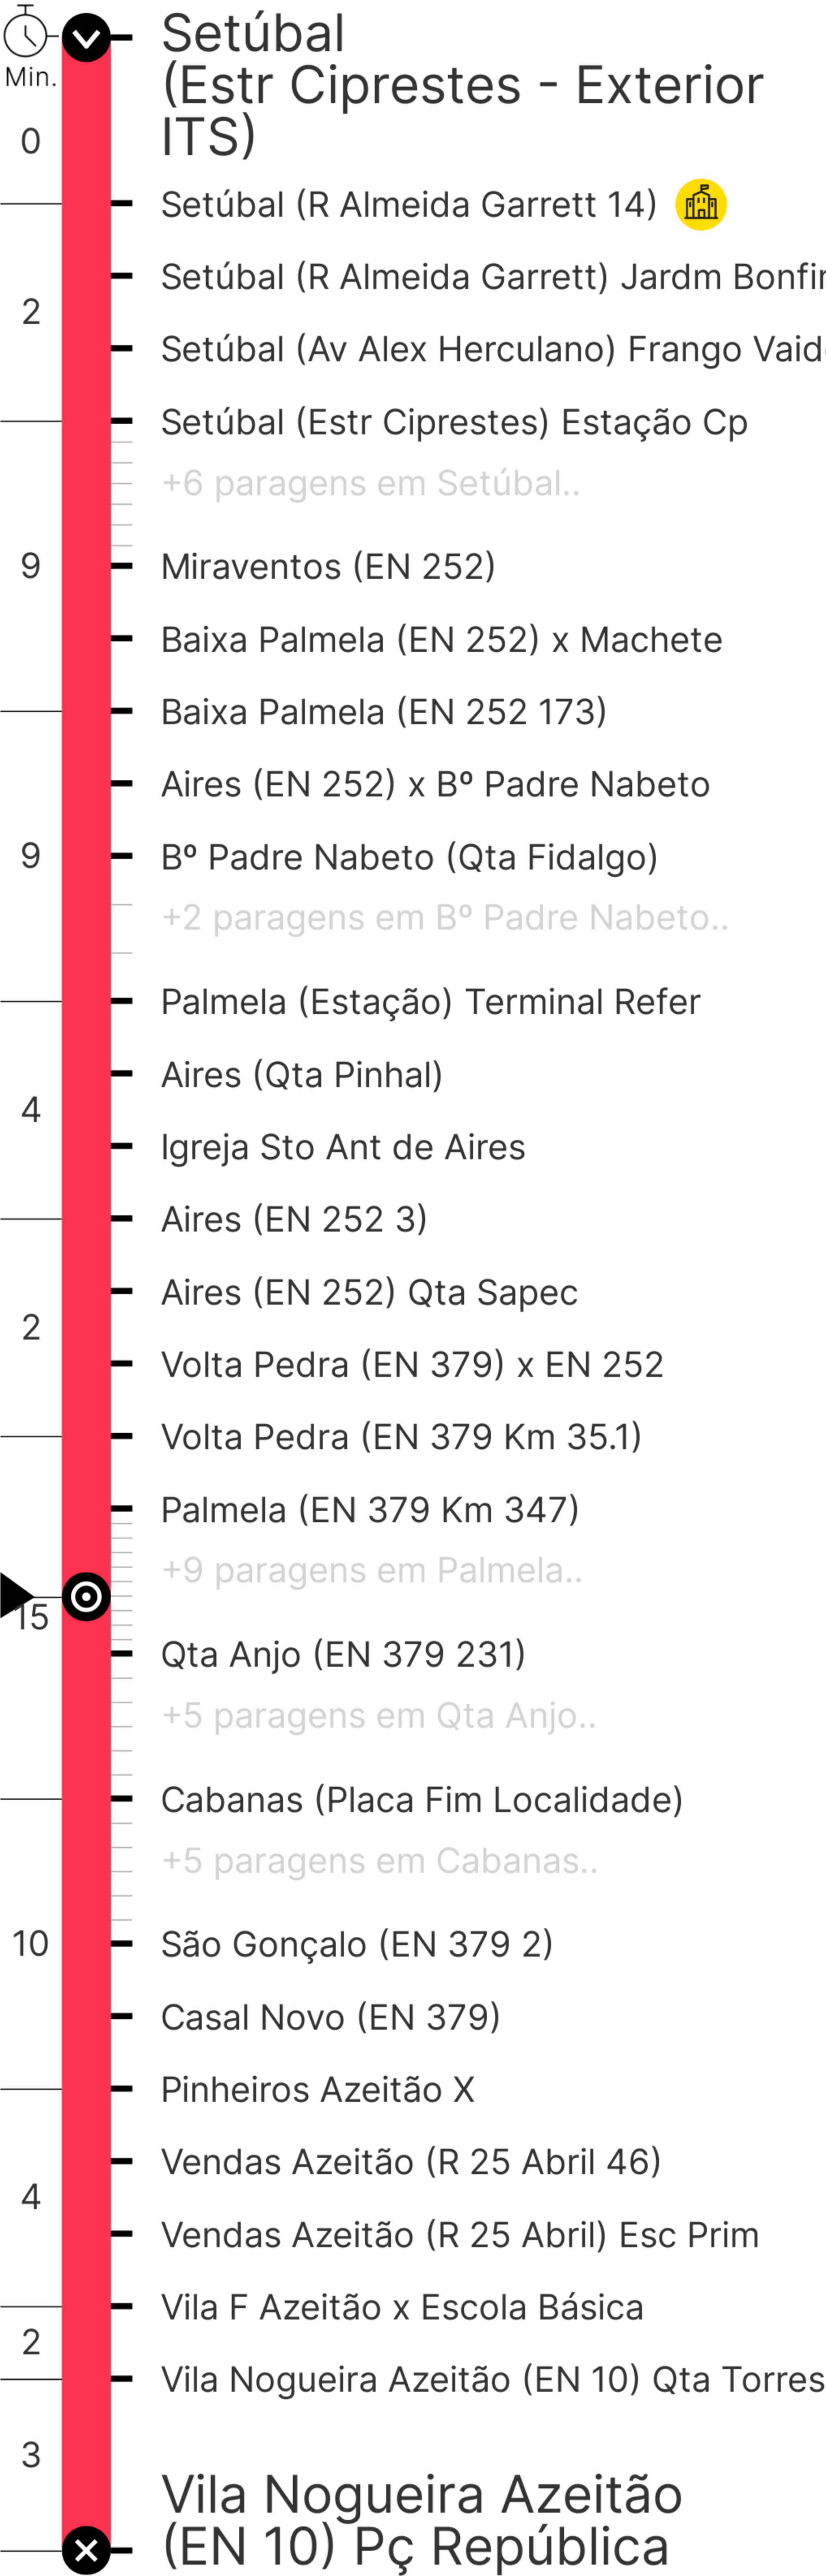 Setúbal
(Estr Ciprestes - Exterior
ITS)
Min.
0
Setúbal (R Almeida Garrett 14)
Setúbal (R Almeida Garrett) Jardm
2
Setúbal (Av Alex Herculano) Frango
Setúbal (Estr Ciprestes) Estação Cp
+6 paragens em Setúbal..
9
Miraventos (EN 252)
Baixa Palmela (EN 252) x Machete
Baixa Palmela (EN 252 173)
Aires (EN 252) x Bº Padre Nabeto
9
Bº Padre Nabeto (Qta Fidalgo)
+2 paragens em Bº Padre Nabeto..
Palmela (Estação) Terminal Refer
Aires (Qta Pinhal)
4
Igreja Sto Ant de Aires
Aires (EN 252 3)
Aires (EN 252) Qta Sapec
2
Volta Pedra (EN 379) x EN 252
Volta Pedra (EN 379 Km 35.1)
Palmela (EN 379 Km 347)
+9 paragens em Palmela..
15
Qta Anjo (EN 379 231)
+5 paragens em Qta Anjo..
Cabanas (Placa Fim Localidade)
+5 paragens em Cabanas..
10
São Gonçalo (EN 379 2)
Casal Novo (EN 379)
Pinheiros Azeitão X
Vendas Azeitão (R 25 Abril 46)
4
Vendas Azeitão (R 25 Abril) Esc Prim
Vila F Azeitão x Escola Básica
2
Vila Nogueira Azeitão (EN 10) Qta Torres
3
Vila Nogueira Azeitão
(EN 10) Pç República